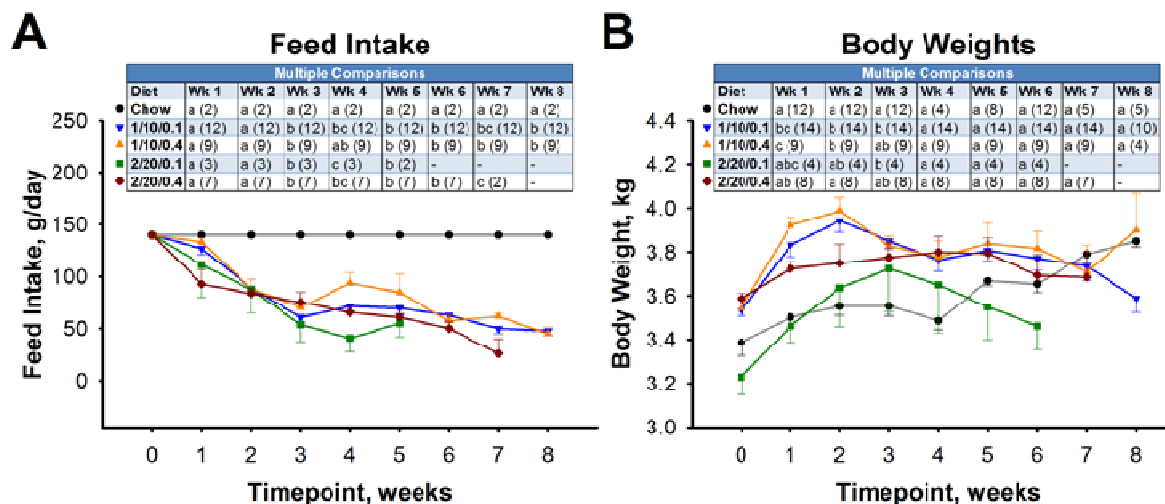 A
Feed Intake
Multiple Comparisons
Diet Wk 1 Wk 2 Wk 3 Wk 4 Wk 5 Wk 6 Wk 7 Wk 8
Chow a (2) a (2) a (2) a (2) a (2) a (2) a (2) a (2)
1/10/0.1 a (12) a (12) b (12) bc (12) b (12) b (12) bc (12) b (12)
1/10/0.4 a (9) a (9) b (9) ab (9) b (9) b (9) b (9) b (9)
2/20/0.1 a (3) a (3) b (3) c (3) b (2) - - -
2/20/0.4 a (7) a (7) b (7) bc (7) b (7) b (7) c (2) -
250
200
150
100
50
0
Feed Intake, g/day
0 1 2 3 4 5 6 7 8
Timepoint, weeks
B
Body Weights
Multiple Comparisons
Diet Wk 1 Wk 2 Wk 3 Wk 4 Wk 5 Wk 6 Wk 7 Wk 8
Chow a (12) a (12) a (12) a (4) a (8) a (12) a (5) a (5)
1/10/0.1 bc (14) b (14) b (14) a (14) a (14) a (14) a (14) a (10)
1/10/0.4 c (9) b (9) ab (9) a (9) a (9) a (9) a (9) a (4)
2/20/0.1 abc (4) ab (4) b (4) a (4) a (4) a (4) - -
2/20/0.4 ab (8) a (8) ab (8) a (8) a (8) a (8) a (7) -
4.4
4.2
4.0
3.8
3.6
3.4
3.2
3.0
Body Weight, kg
0 1 2 3 4 5 6 7 8
Timepoint, weeks